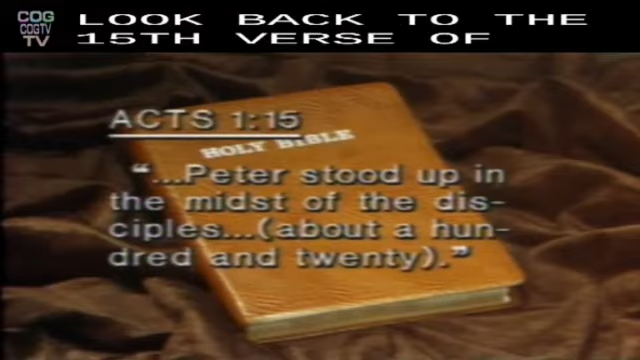 COG
COGTV
TV
LOOK BACK TO THE
15TH VERSE OF
ACTS 1:15
HOLY BIBLE
“...Peter stood up in
the midst of the dis-
ciples...(about a hun-
dred and twenty).”